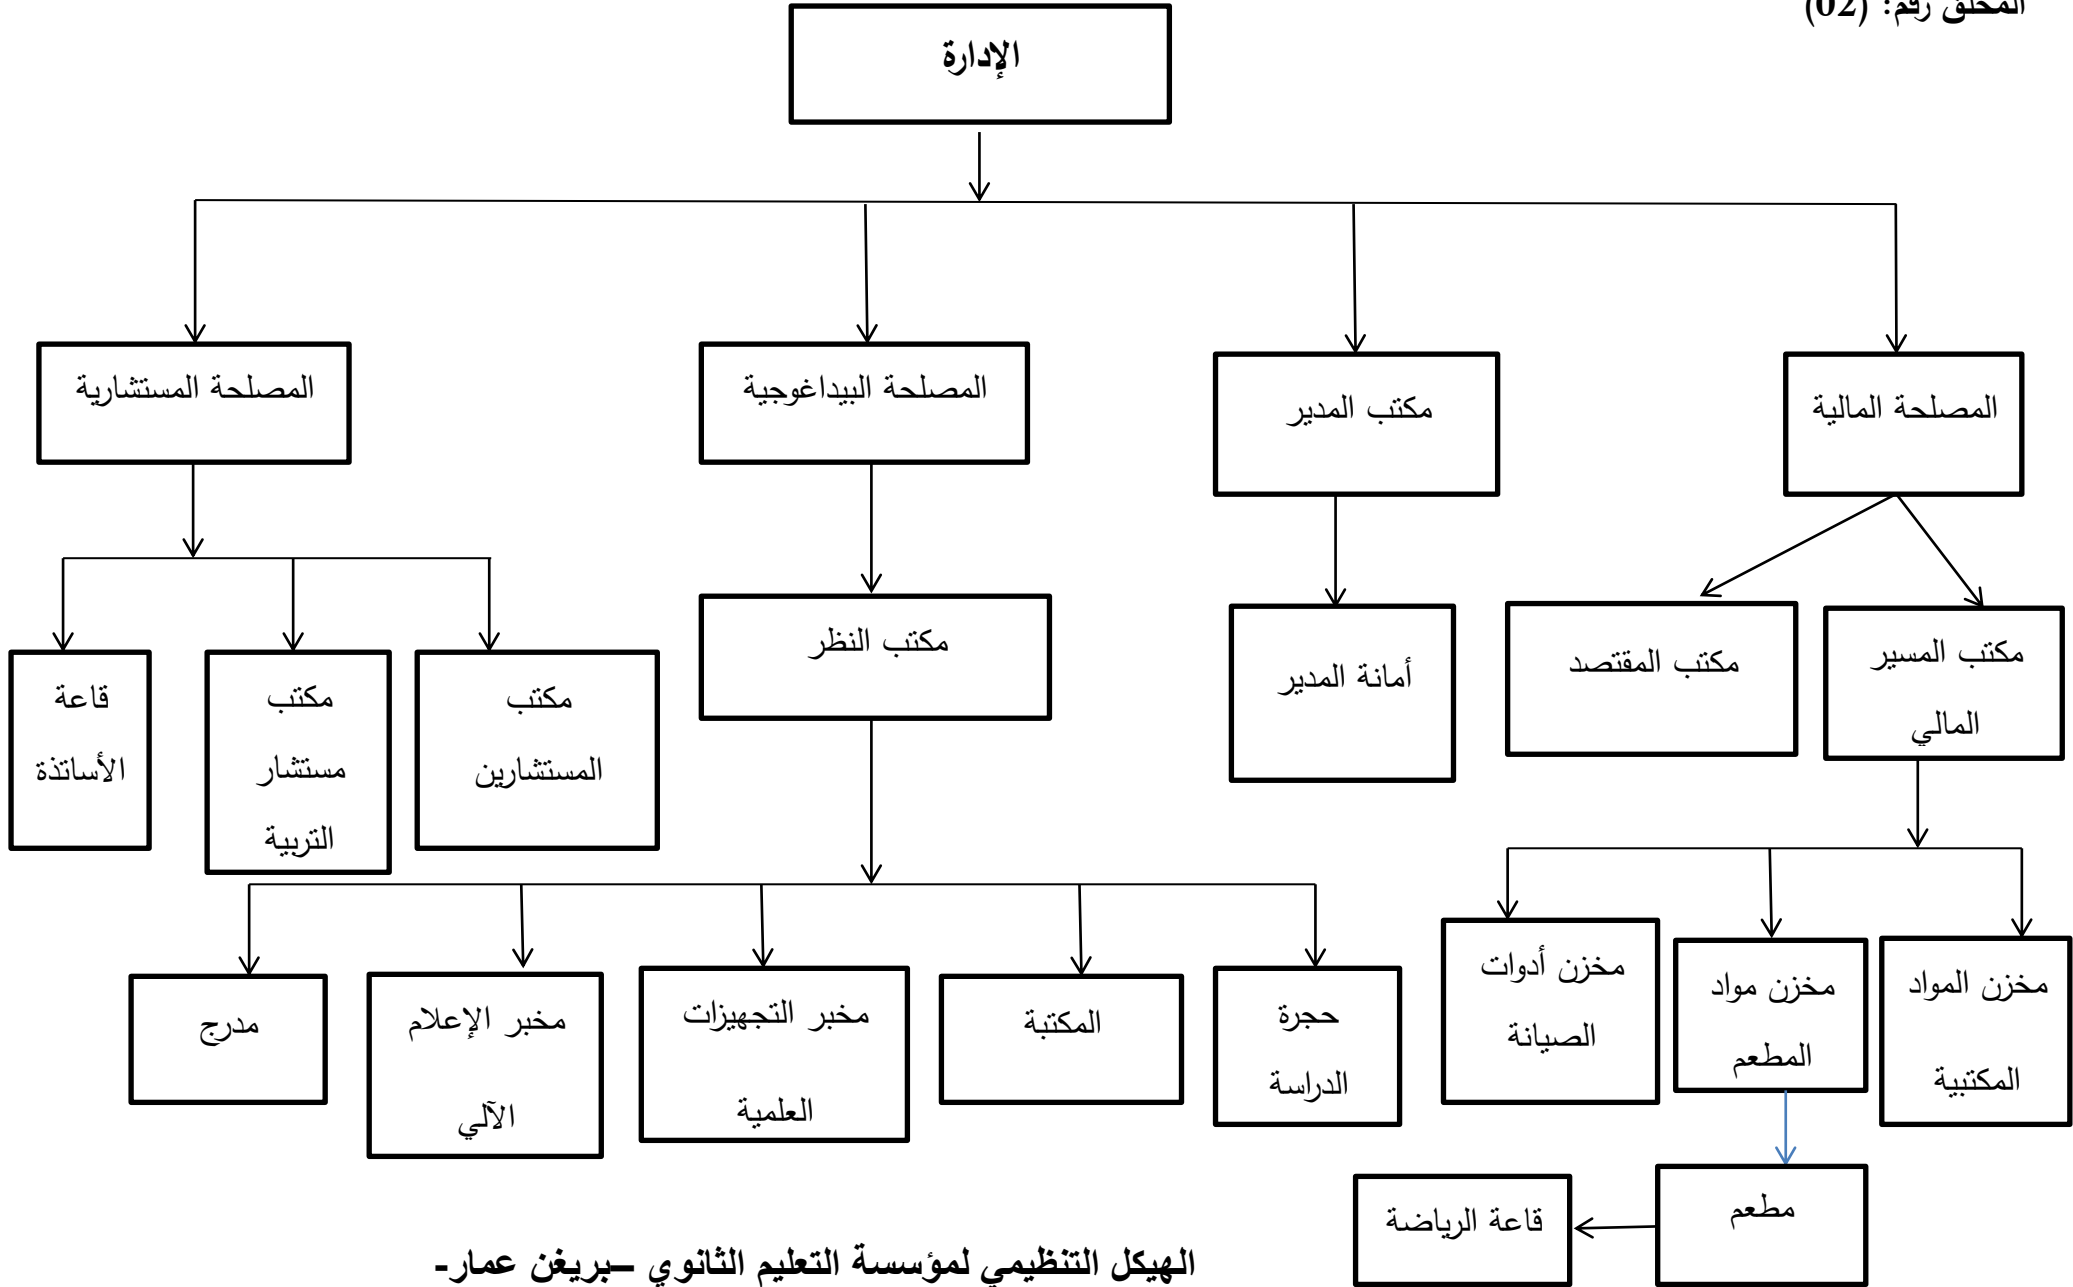 الملحق رقم: (02)
الإدارة
المصلحة المالية
مكتب المدير
المصلحة البيداغوجية
المصلحة المستشارية
مكتب المسير
المالي
مكتب المقتصد
أمانة المدير
مكتب النظر
مكتب
المستشارين
مكتب
مستشار
التربية
قاعة
الأساتذة
مخزن المواد
المكتبية
مخزن مواد
المطعم
مخزن أدوات
الصيانة
حجرة
الدراسة
المكتبة
مخبر التجهيزات
العلمية
مخبر الإعلام
الآلي
مدرج
مطعم
قاعة الرياضة
الهيكل التنظيمي لمؤسسة التعليم الثانوي –بريغن عمار-